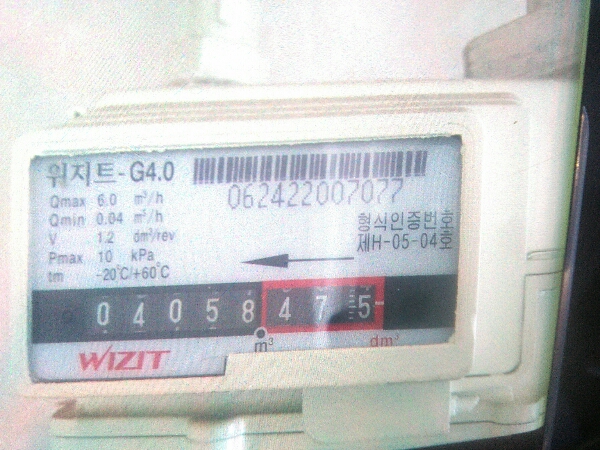 위지트-G4.0
062422007077
Qmax 6.0 m³/h
Qmin 0.04 m³/h
V 1.2 dm³/rev
Pmax 10 kPa
tm -20°C/+60°C
형식인증번호
제H-05-04호
0 4 0 5 8 4 7 5
m³ dm³
WIZIT